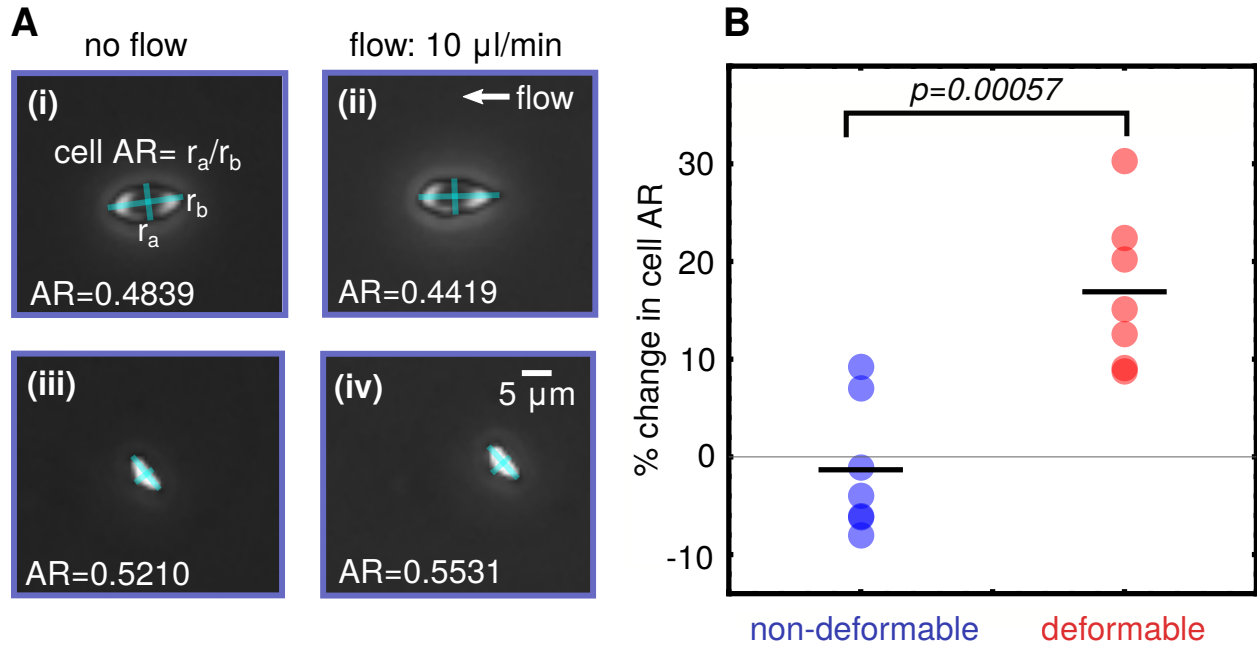 A
no flow
flow: 10 µl/min
(i)
cell AR= ra/rb
rb
ra
AR=0.4839
(ii)
flow
AR=0.4419
(iii)
AR=0.5210
(iv)
5 µm
AR=0.5531
B
p=0.00057
% change in cell AR
30
20
10
0
-10
non-deformable
deformable